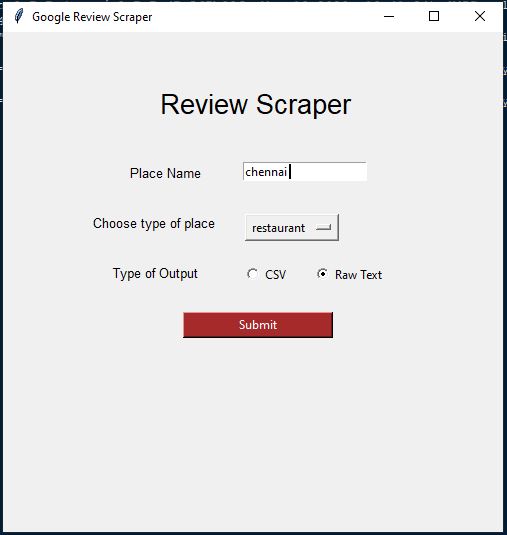 Google Review Scraper
Review Scraper
Place Name chennai
Choose type of place restaurant
Type of Output CSV Raw Text
Submit